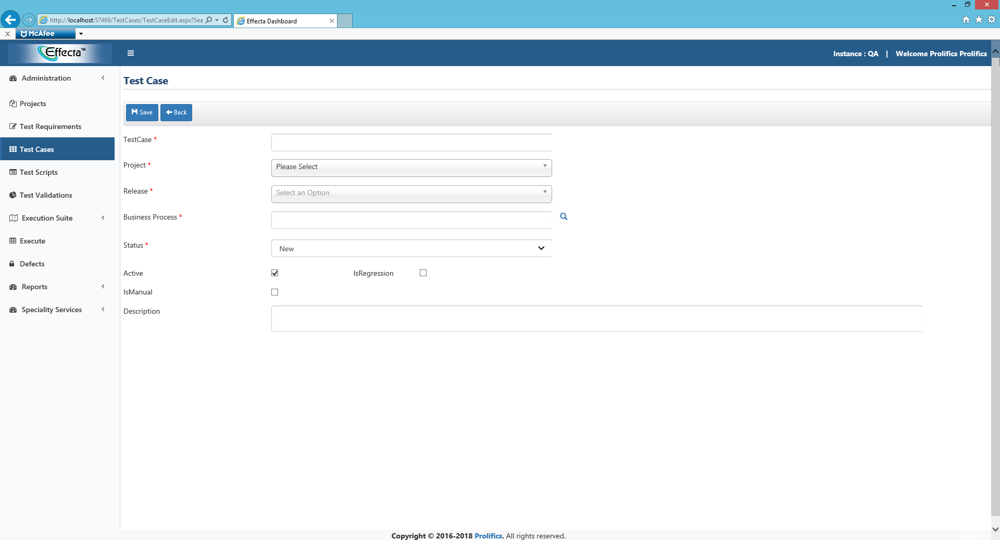 http://localhost:57469/TestCases/TestCaseEdit.aspx?Sea
Effecta Dashboard
McAfee
Effecta™
Instance : QA | Welcome Prolifics Prolifics
Administration
Projects
Test Requirements
Test Cases
Test Scripts
Test Validations
Execution Suite
Execute
Defects
Reports
Speciality Services
Test Case
Save
Back
TestCase *
Project *
Please Select
Release *
Select an Option
Business Process *
Status *
New
Active
IsRegression
IsManual
Description
Copyright © 2016-2018 Prolifics. All rights reserved.
Version